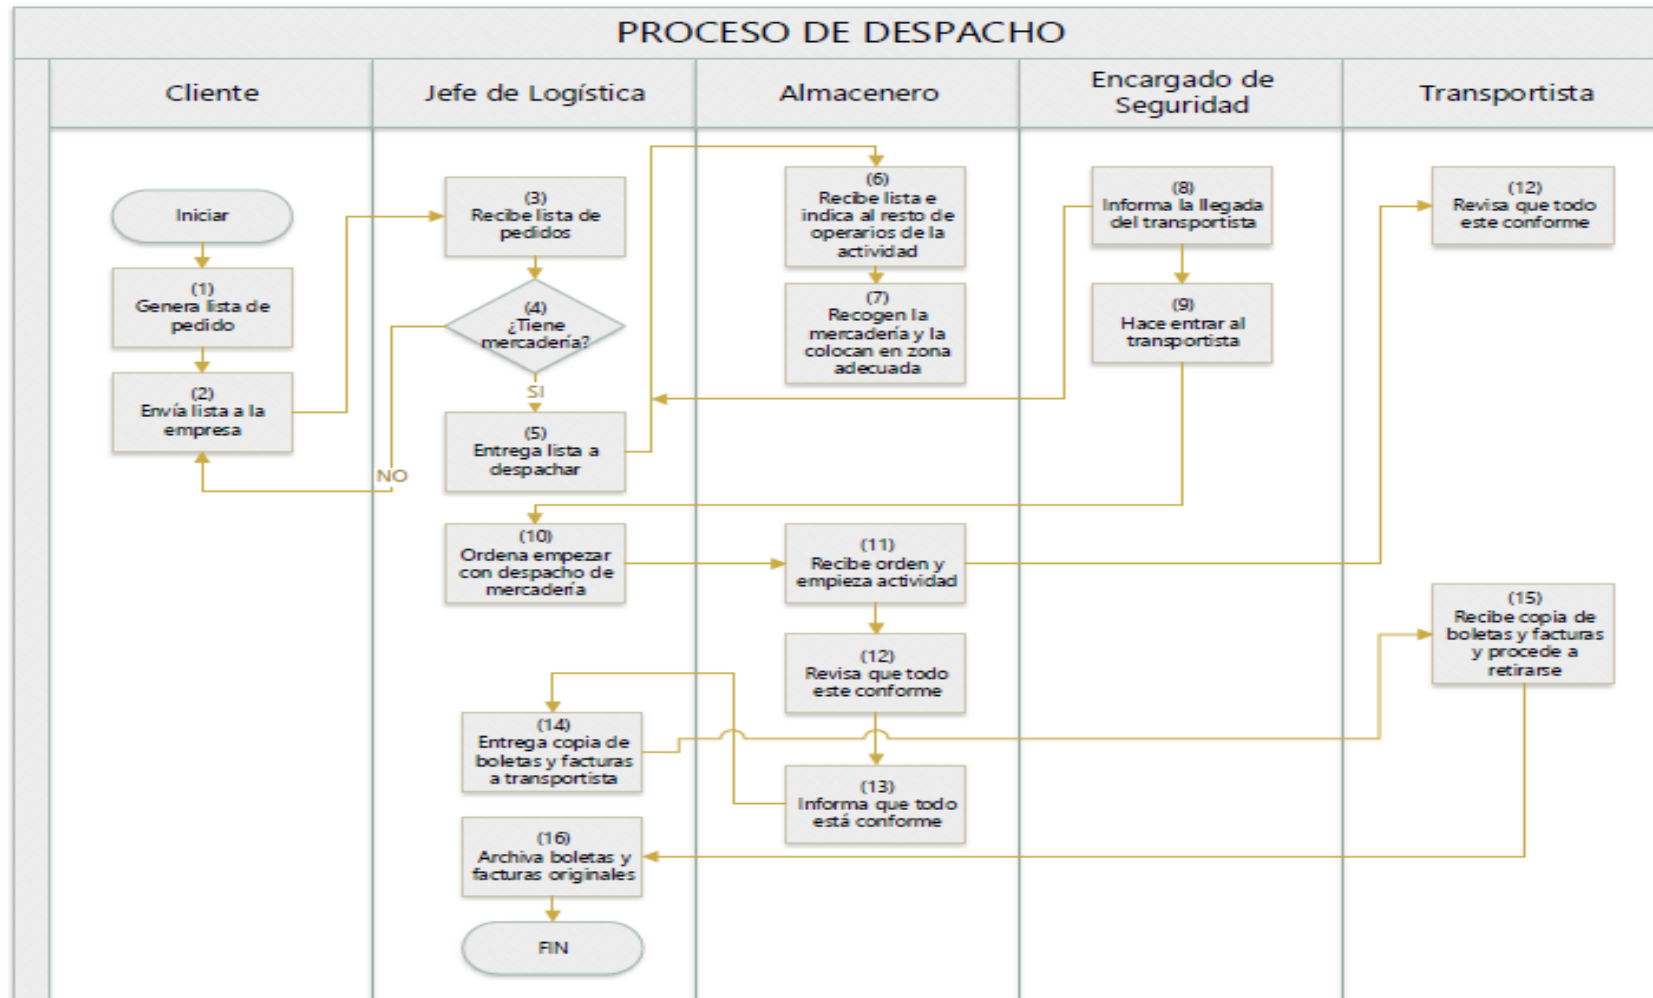 PROCESO DE DESPACHO
Cliente
Jefe de Logística
Almacenero
Encargado de
Seguridad
Transportista
Iniciar
(1)
Genera lista de
pedido
(2)
Envía lista a la
empresa
(3)
Recibe lista de
pedidos
(4)
¿Tiene
mercadería?
SI
NO
(5)
Entrega lista a
despachar
(6)
Recibe lista e
indica al resto de
operarios de la
actividad
(7)
Recogen la
mercadería y la
colocan en zona
adecuada
(8)
Informa la llegada
del transportista
(9)
Hace entrar al
transportista
(12)
Revisa que todo
este conforme
(10)
Ordena empezar
con despacho de
mercadería
(11)
Recibe orden y
empieza actividad
(12)
Revisa que todo
este conforme
(13)
Informa que todo
está conforme
(14)
Entrega copia de
boletas y facturas
a transportista
(15)
Recibe copia de
boletas y facturas
y procede a
retirarse
(16)
Archiva boletas y
facturas originales
FIN